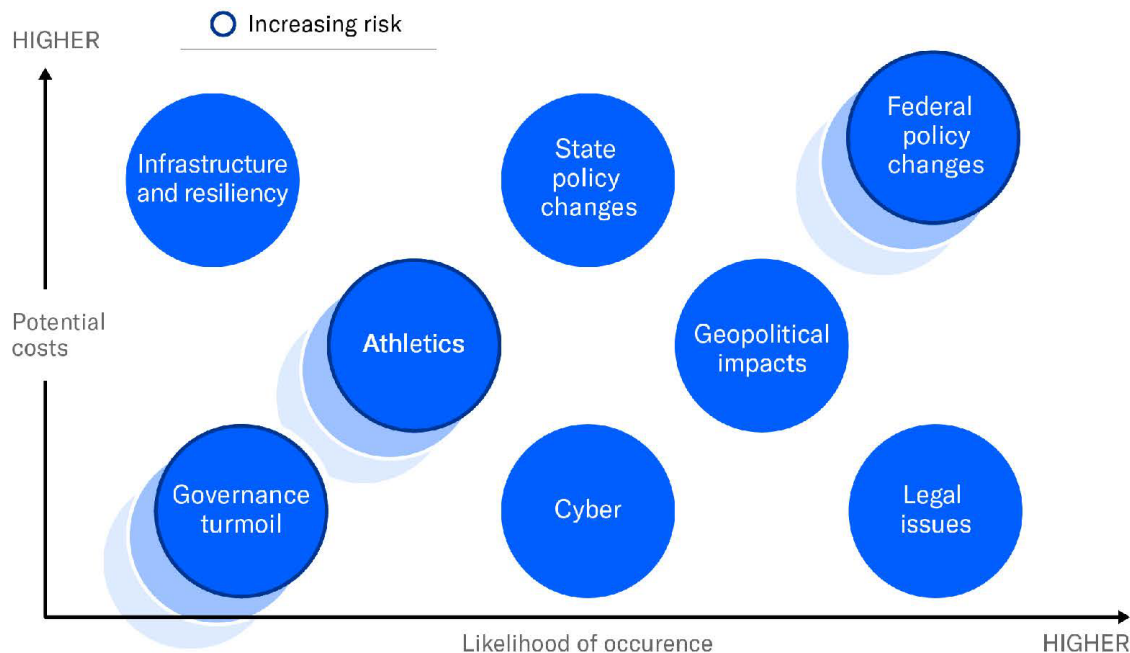 Increasing risk
HIGHER
Federal
policy
changes
Infrastructure
and resiliency
State
policy
changes
Potential
costs
Athletics
Geopolitical
impacts
Governance
turmoil
Cyber
Legal
issues
Likelihood of occurence
HIGHER